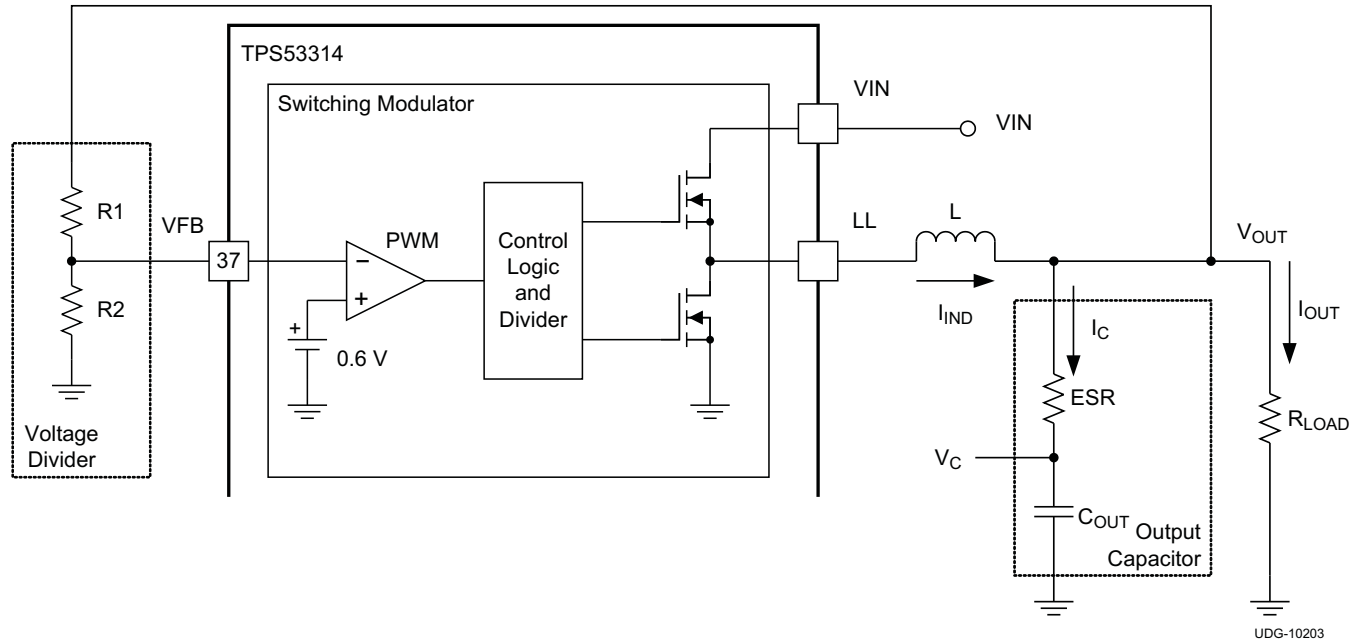 TPS53314
Switching Modulator
VIN
VIN
R1
VFB
37
PWM
−
+
Control
Logic
and
Divider
LL
L
VOUT
R2
+
0.6 V
IIND
IC
IOUT
ESR
RLOAD
Voltage
Divider
VC
COUT
Output
Capacitor
UDG-10203